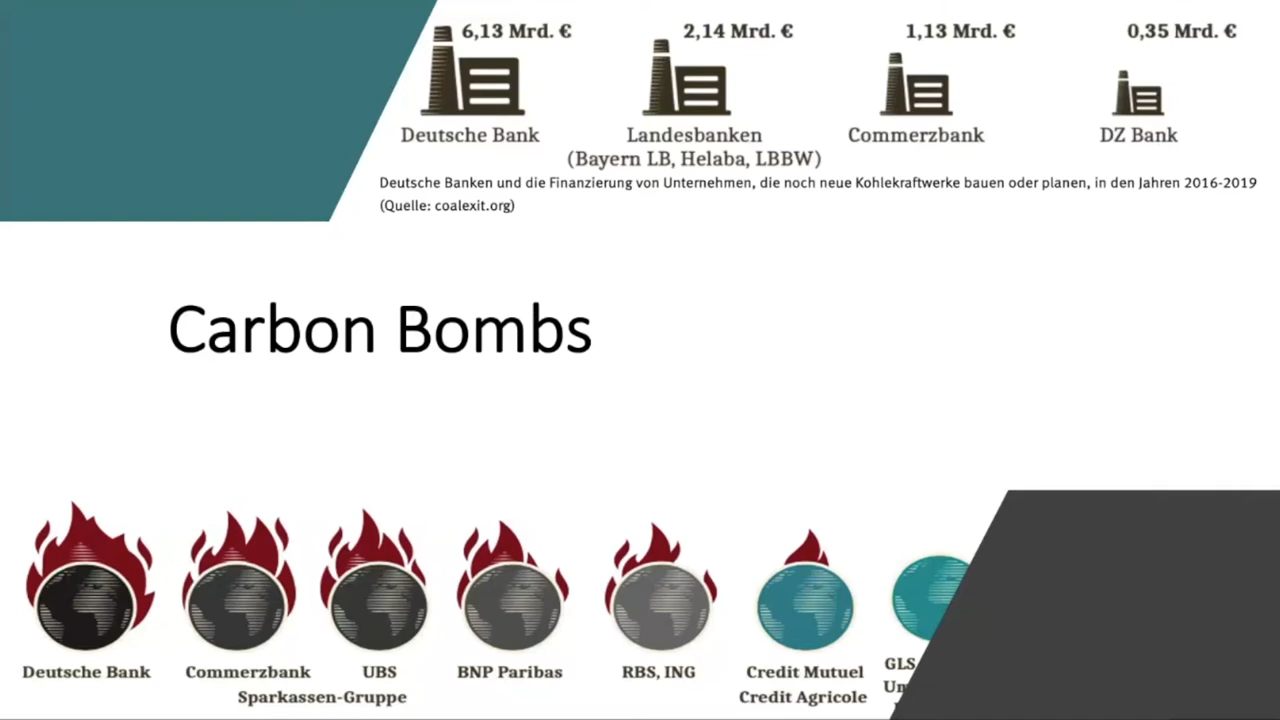 6,13 Mrd. € 2,14 Mrd. € 1,13 Mrd. € 0,35 Mrd. €
Deutsche Bank Landesbanken Commerzbank DZ Bank
(Bayern LB, Helaba, LBBW)
Deutsche Banken und die Finanzierung von Unternehmen, die noch neue Kohlekraftwerke bauen oder planen, in den Jahren 2016-2019
(Quelle: coalexit.org)
Carbon Bombs
Deutsche Bank Commerzbank UBS BNP Paribas RBS, ING Credit Mutuel GLS
Sparkassen-Gruppe Credit Agricole